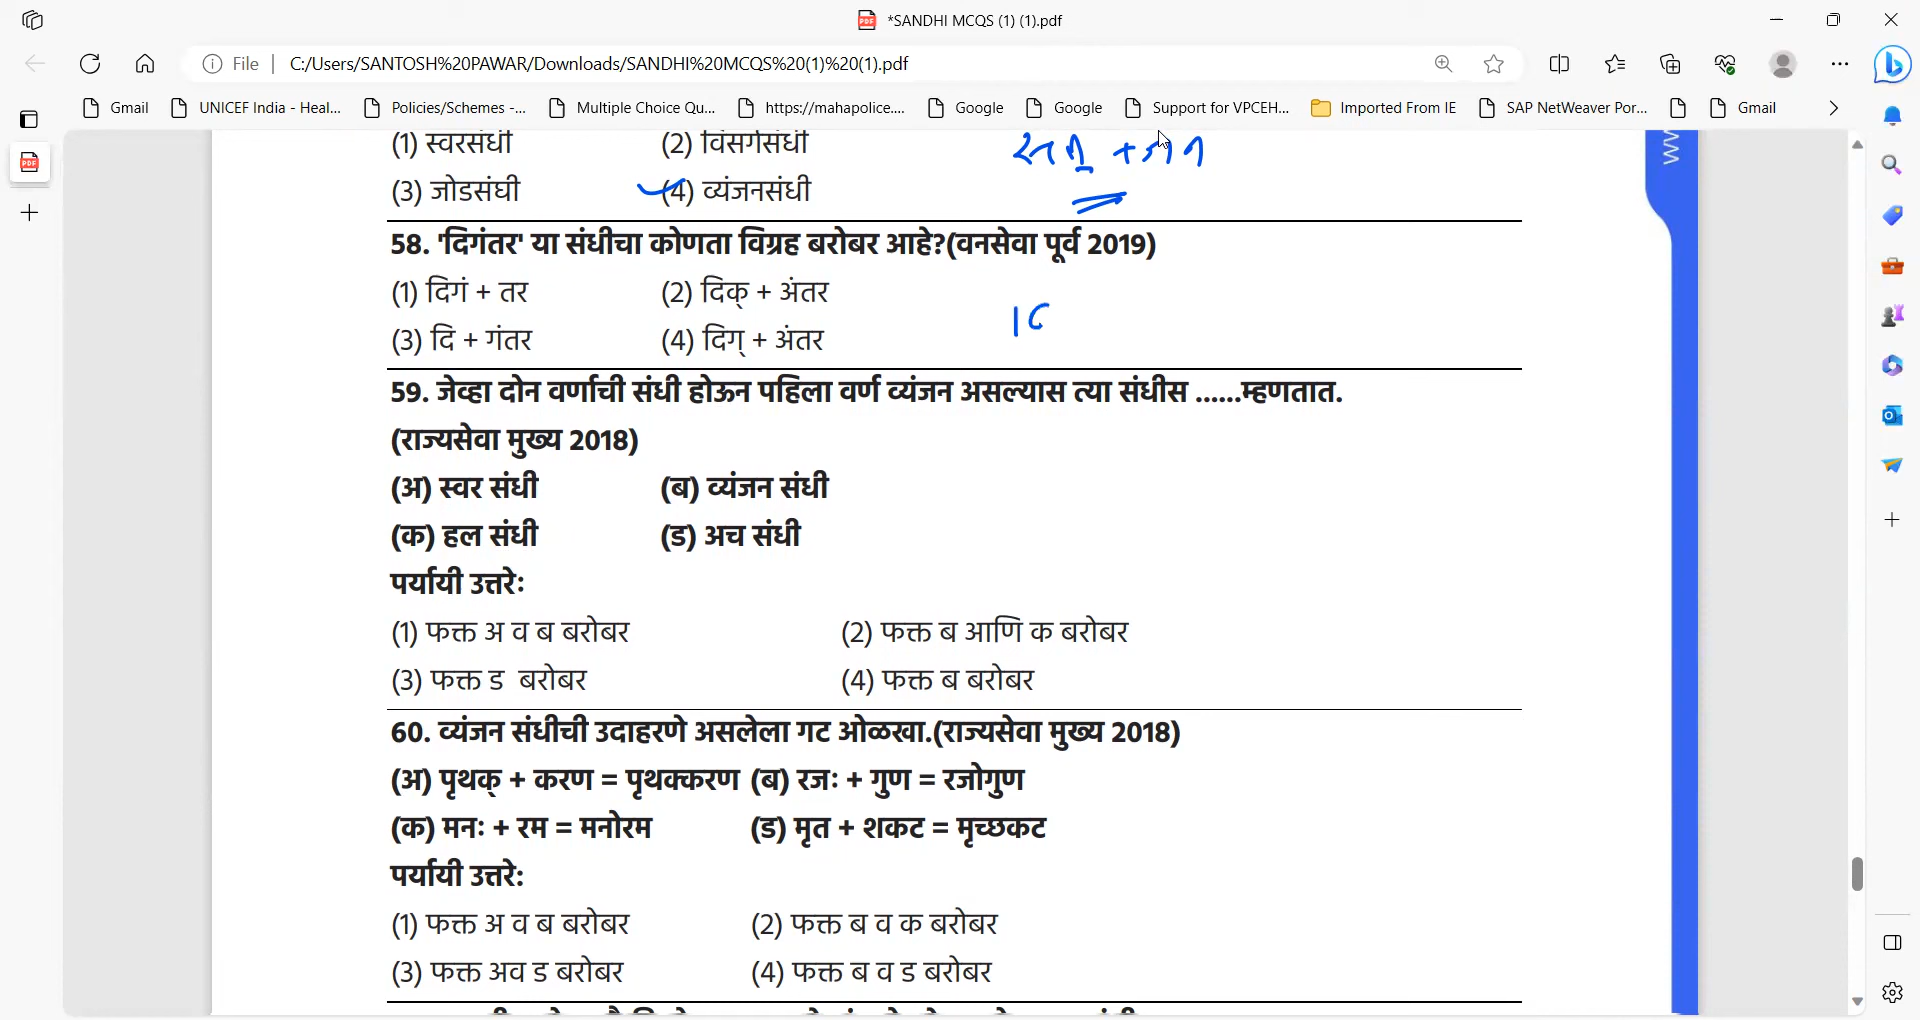 *SANDHI MCQS (1) (1).pdf
File | C:/Users/SANTOSH%20PAWAR/Downloads/SANDHI%20MCQS%20(1)%20(1).pdf
Gmail UNICEF India - Heal... Policies/Schemes -... Multiple Choice Qu... https://mahapolice.... Google Google Support for VPCEH... Imported From IE SAP NetWeaver Por... Gmail
(1) स्वरसंधी (2) विसर्गसंधी
(3) जोडसंघी (4) व्यंजनसंधी
58. 'दिगंतर' या संधीचा कोणता विग्रह बरोबर आहे?(वनसेवा पूर्व 2019)
(1) दिगं + तर (2) दिक् + अंतर
(3) दि + गंतर (4) दिग् + अंतर
59. जेव्हा दोन वर्णाची संधी होऊन पहिला वर्ण व्यंजन असल्यास त्या संधीस ......म्हणतात.
(राज्यसेवा मुख्य 2018)
(अ) स्वर संधी (ब) व्यंजन संधी
(क) हल संधी (ड) अच संधी
पर्यायी उत्तरे:
(1) फक्त अ व ब बरोबर (2) फक्त ब आणि क बरोबर
(3) फक्त ड बरोबर (4) फक्त ब बरोबर
60. व्यंजन संधीची उदाहरणे असलेला गट ओळखा.(राज्यसेवा मुख्य 2018)
(अ) पृथक् + करण = पृथक्करण (ब) रजः + गुण = रजोगुण
(क) मनः + रम = मनोरम (ड) मृत + शकट = मृच्छकट
पर्यायी उत्तरे:
(1) फक्त अ व ब बरोबर (2) फक्त ब व क बरोबर
(3) फक्त अव ड बरोबर (4) फक्त ब व ड बरोबर